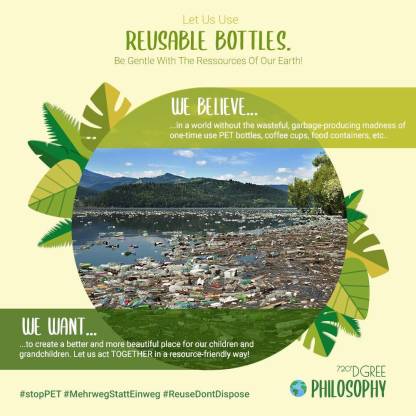 Let Us Use
REUSABLE BOTTLES.
Be Gentle With The Ressources Of Our Earth!
WE BELIEVE...
...in a world without the wasteful, garbage-producing madness of
one-time use PET bottles, coffee cups, food containers, etc..
WE WANT...
...to create a better and more beautiful place for our children and
grandchildren. Let us act TOGETHER in a resource-friendly way!
720°DGREE
PHILOSOPHY
#stopPET #MehrwegStattEinweg #ReuseDontDispose